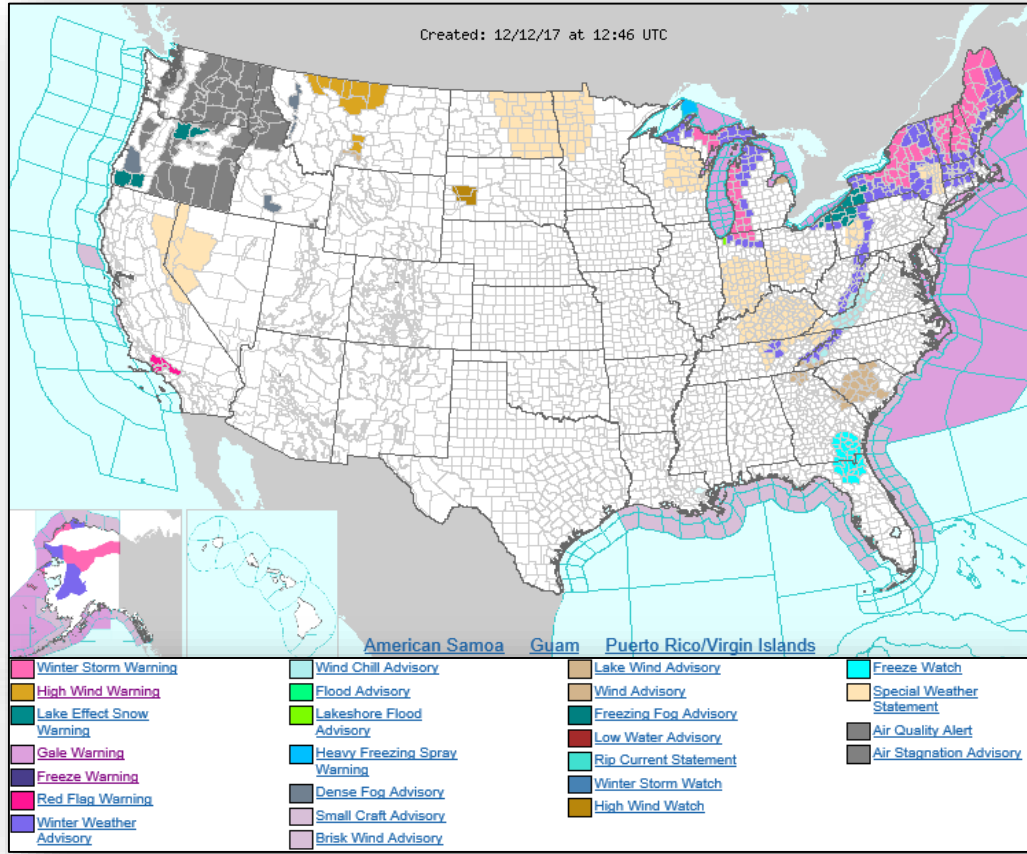 Created: 12/12/17 at 12:46 UTC
American Samoa Guam Puerto Rico/Virgin Islands
Winter Storm Warning
High Wind Warning
Lake Effect Snow
Warning
Gale Warning
Freeze Warning
Red Flag Warning
Winter Weather
Advisory
Wind Chill Advisory
Flood Advisory
Lakeshore Flood
Advisory
Heavy Freezing Spray
Warning
Dense Fog Advisory
Small Craft Advisory
Brisk Wind Advisory
Lake Wind Advisory
Wind Advisory
Freezing Fog Advisory
Low Water Advisory
Rip Current Statement
Winter Storm Watch
High Wind Watch
Freeze Watch
Special Weather
Statement
Air Quality Alert
Air Stagnation Advisory